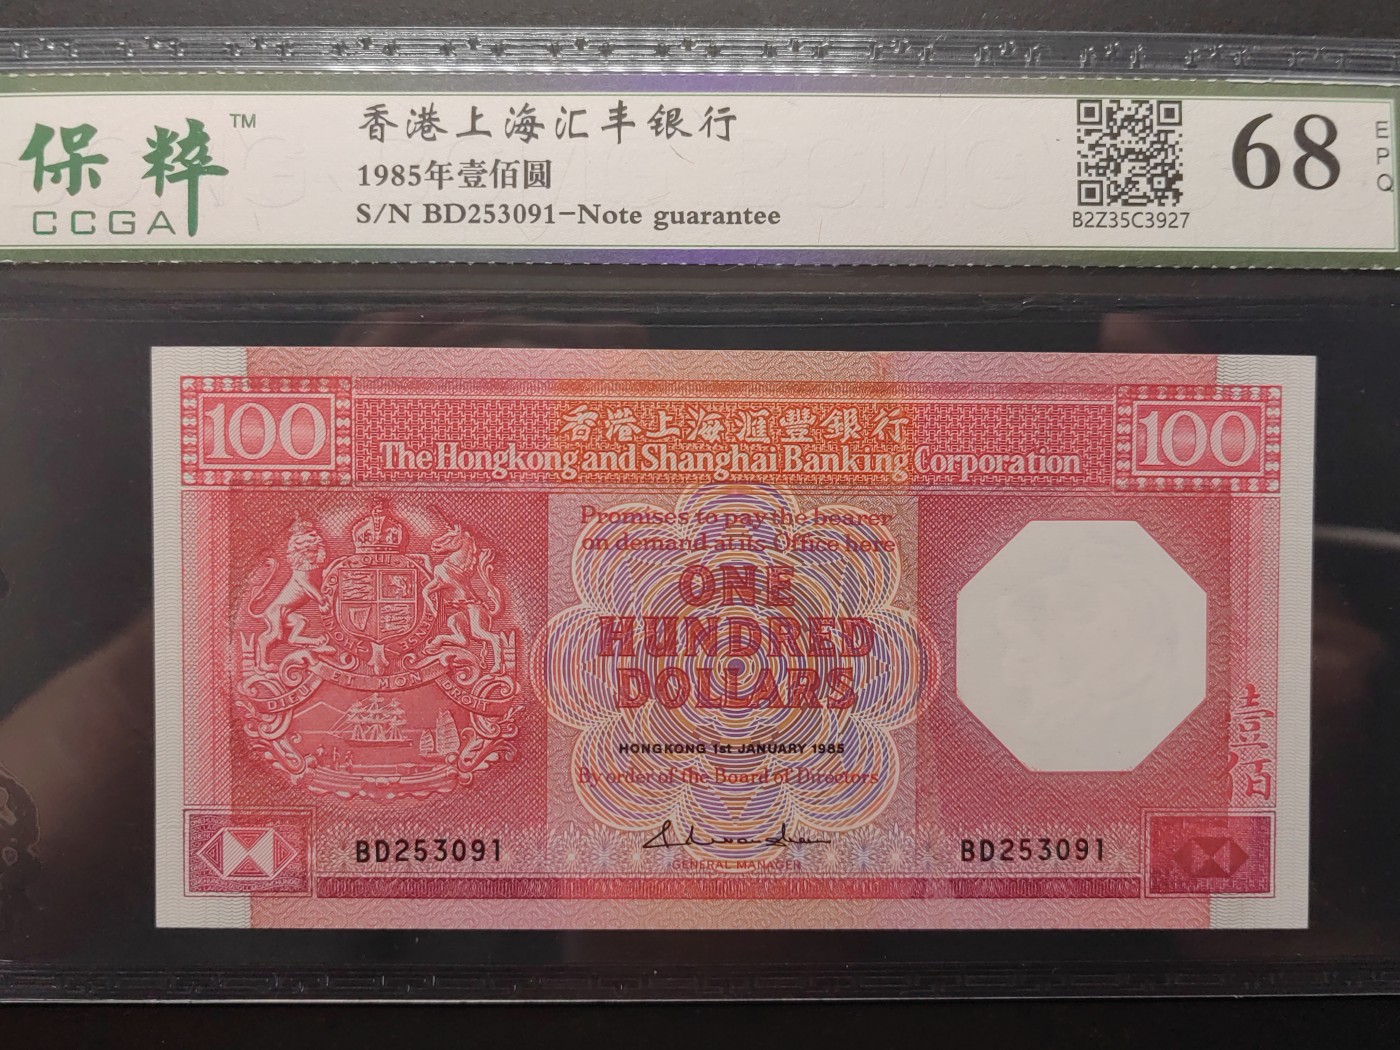 保粹™
CCGA
香港上海汇丰银行
1985年壹佰圆
S/N BD253091-Note guarantee
B2Z35C3927
68
EPQ
100
香港上海滙豐銀行
100
The Hongkong and Shanghai Banking Corporation
Promises to pay the bearer
on demand at its Office here
ONE
HUNDRED
DOLLARS
HONGKONG 1st JANUARY 1985
By order of the Board of Directors
DIEU ET MON DROIT
壹佰
BD253091
BD253091
GENERAL MANAGER